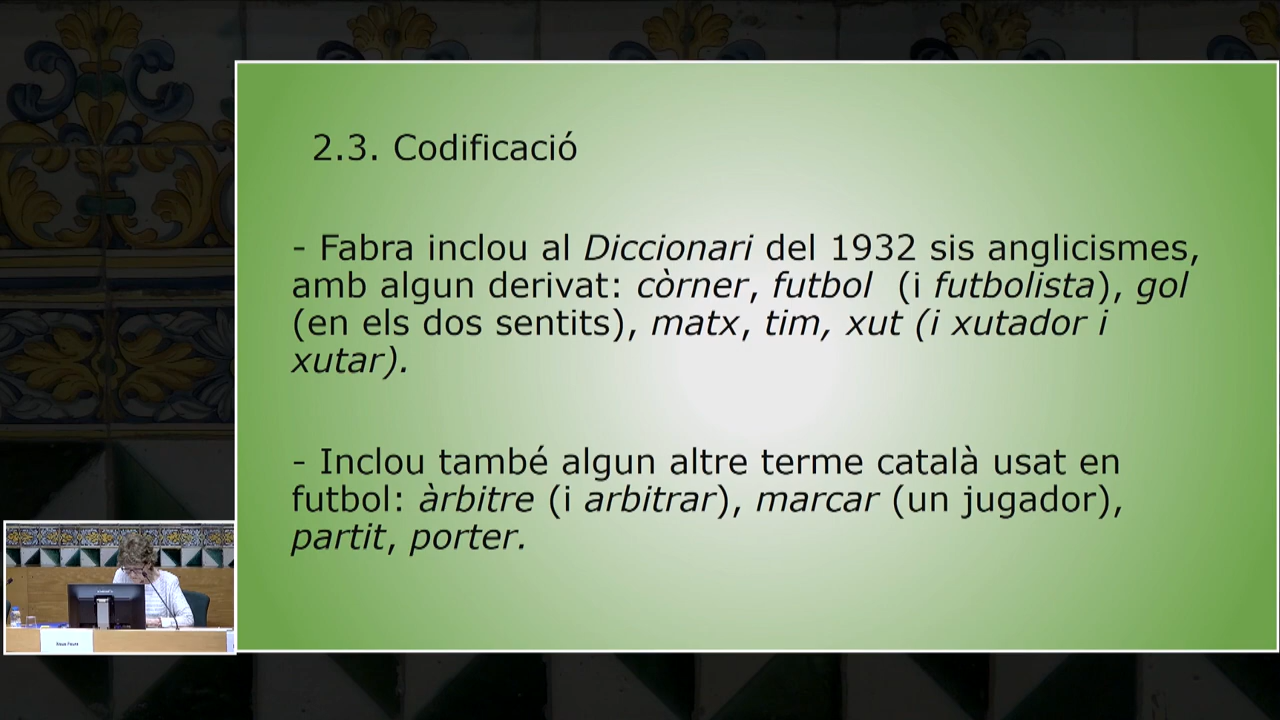 2.3. Codificació
- Fabra inclou al Diccionari del 1932 sis anglicismes,
amb algun derivat: còrner, futbol (i futbolista), gol
(en els dos sentits), matx, tim, xut (i xutador i
xutar).
- Inclou també algun altre terme català usat en
futbol: àrbitre (i arbitrar), marcar (un jugador),
partit, porter.